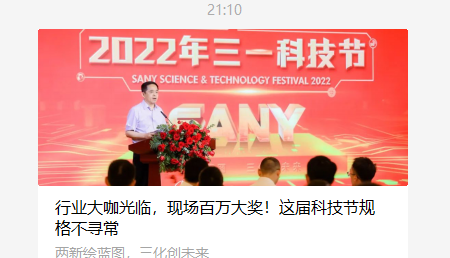 21:10
2022年三一科技节
SANY SCIENCE & TECHNOLOGY FESTIVAL 2022
SANY
行业大咖光临，现场百万大奖！这届科技节规
格不寻常
两新绘蓝图，三化创未来